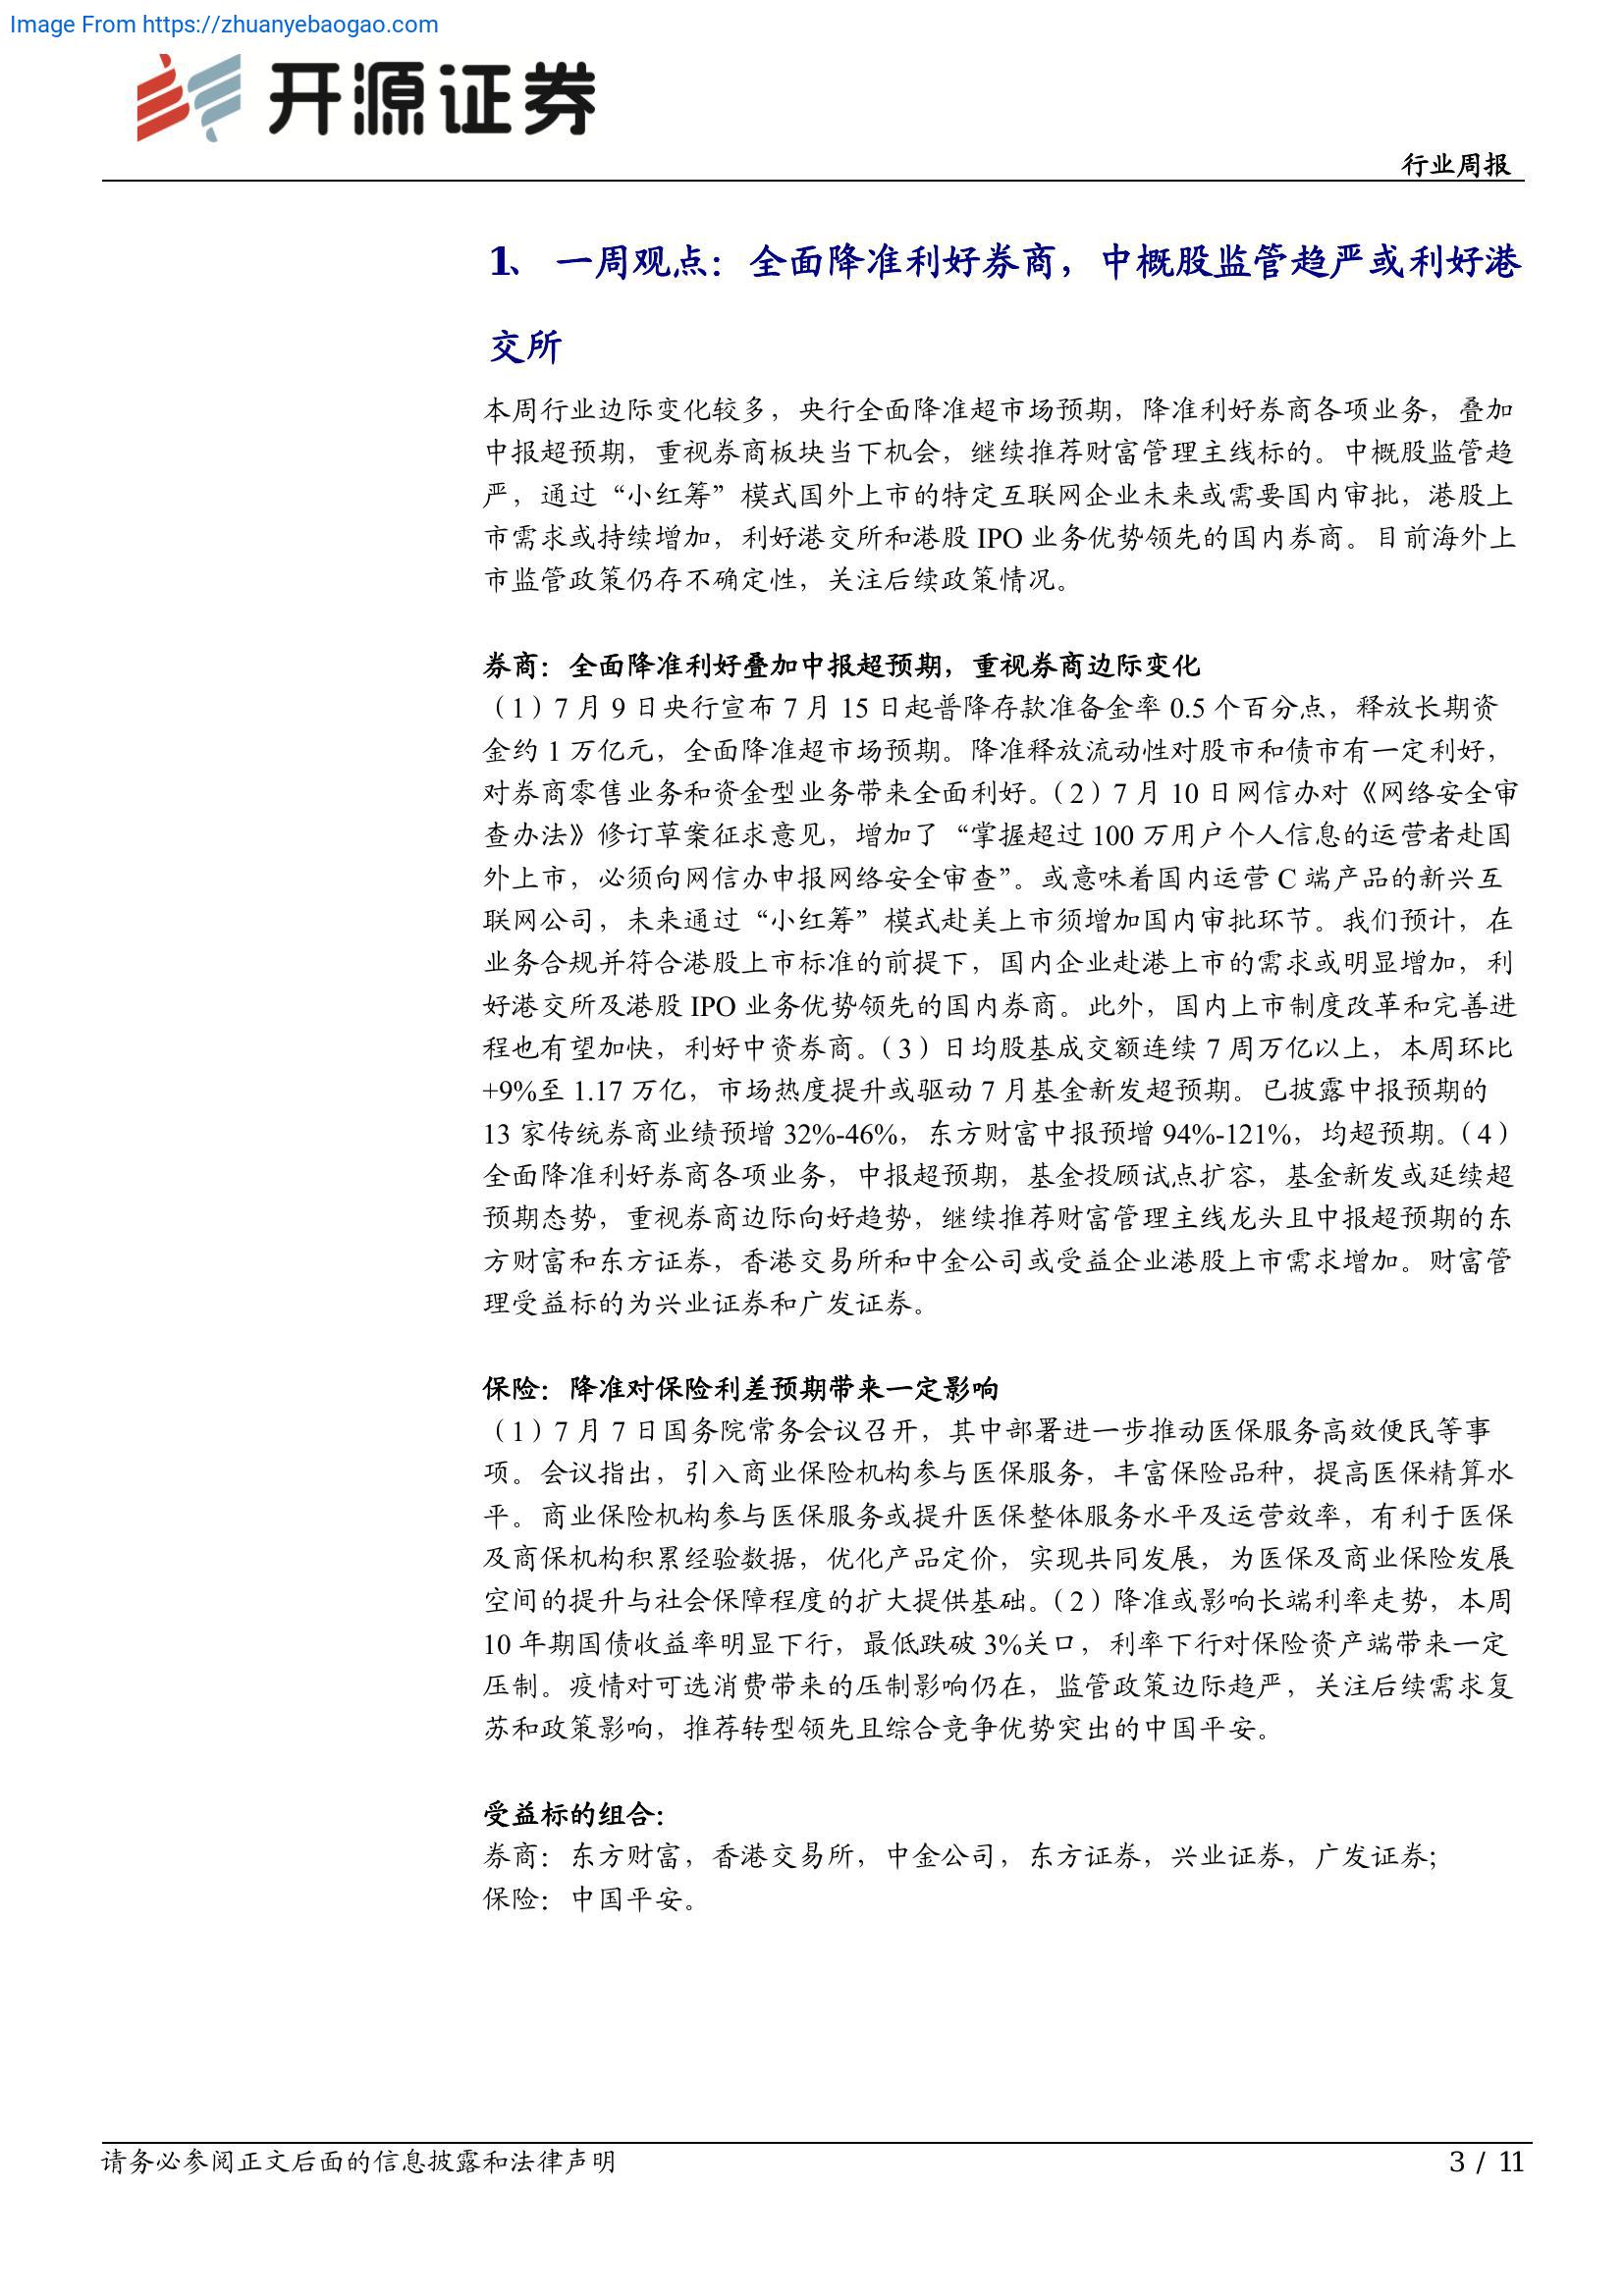 Image From https://zhuanyebaogao.com
开源证券
行业周报
1、 一周观点：全面降准利好券商，中概股监管趋严或利好港
交所
本周行业边际变化较多，央行全面降准超市场预期，降准利好券商各项业务，叠加
中报超预期，重视券商板块当下机会，继续推荐财富管理主线标的。中概股监管趋
严，通过“小红筹”模式国外上市的特定互联网企业未来或需要国内审批，港股上
市需求或持续增加，利好港交所和港股 IPO 业务优势领先的国内券商。目前海外上
市监管政策仍存不确定性，关注后续政策情况。
券商：全面降准利好叠加中报超预期，重视券商边际变化
（1）7 月 9 日央行宣布 7 月 15 日起普降存款准备金率 0.5 个百分点，释放长期资
金约 1 万亿元，全面降准超市场预期。降准释放流动性对股市和债市有一定利好，
对券商零售业务和资金型业务带来全面利好。（2）7 月 10 日网信办对《网络安全审
查办法》修订草案征求意见，增加了“掌握超过 100 万用户个人信息的运营者赴国
外上市，必须向网信办申报网络安全审查”。或意味着国内运营 C 端产品的新兴互
联网公司，未来通过“小红筹”模式赴美上市须增加国内审批环节。我们预计，在
业务合规并符合港股上市标准的前提下，国内企业赴港上市的需求或明显增加，利
好港交所及港股 IPO 业务优势领先的国内券商。此外，国内上市制度改革和完善进
程也有望加快，利好中资券商。（3）日均股基成交额连续 7 周万亿以上，本周环比
+9%至 1.17 万亿，市场热度提升或驱动 7 月基金新发超预期。已披露中报预期的
13 家传统券商业绩预增 32%-46%，东方财富中报预增 94%-121%，均超预期。（4）
全面降准利好券商各项业务，中报超预期，基金投顾试点扩容，基金新发或延续超
预期态势，重视券商边际向好趋势，继续推荐财富管理主线龙头且中报超预期的东
方财富和东方证券，香港交易所和中金公司或受益企业港股上市需求增加。财富管
理受益标的为兴业证券和广发证券。
保险：降准对保险利差预期带来一定影响
（1）7 月 7 日国务院常务会议召开，其中部署进一步推动医保服务高效便民等事
项。会议指出，引入商业保险机构参与医保服务，丰富保险品种，提高医保精算水
平。商业保险机构参与医保服务或提升医保整体服务水平及运营效率，有利于医保
及商保机构积累经验数据，优化产品定价，实现共同发展，为医保及商业保险发展
空间的提升与社会保障程度的扩大提供基础。（2）降准或影响长端利率走势，本周
10 年期国债收益率明显下行，最低跌破 3%关口，利率下行对保险资产端带来一定
压制。疫情对可选消费带来的压制影响仍在，监管政策边际趋严，关注后续需求复
苏和政策影响，推荐转型领先且综合竞争优势突出的中国平安。
受益标的组合：
券商：东方财富，香港交易所，中金公司，东方证券，兴业证券，广发证券；
保险：中国平安。
请务必参阅正文后面的信息披露和法律声明
3 / 11